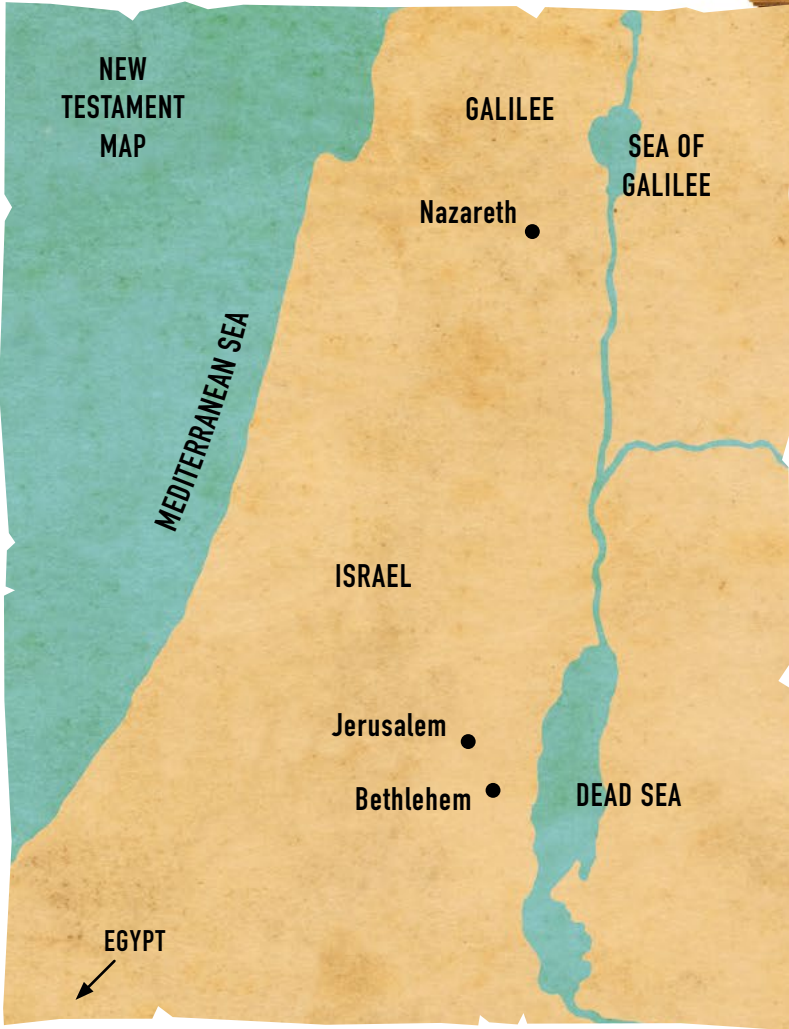 NEW
TESTAMENT
MAP
GALILEE
SEA OF
GALILEE
Nazareth
MEDITERRANEAN SEA
ISRAEL
Jerusalem
Bethlehem
DEAD SEA
EGYPT